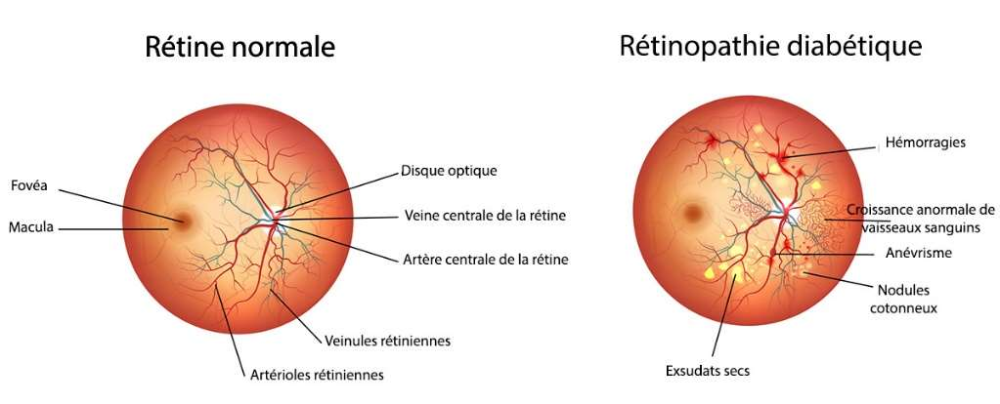 Rétine normale
Rétinopathie diabétique
Fovéa
Macula
Disque optique
Veine centrale de la rétine
Artère centrale de la rétine
Veinules rétiniennes
Artérioles rétiniennes
Hémorragies
Croissance anormale de
vaisseaux sanguins
Anévrisme
Nodules
cotonneux
Exsudats secs